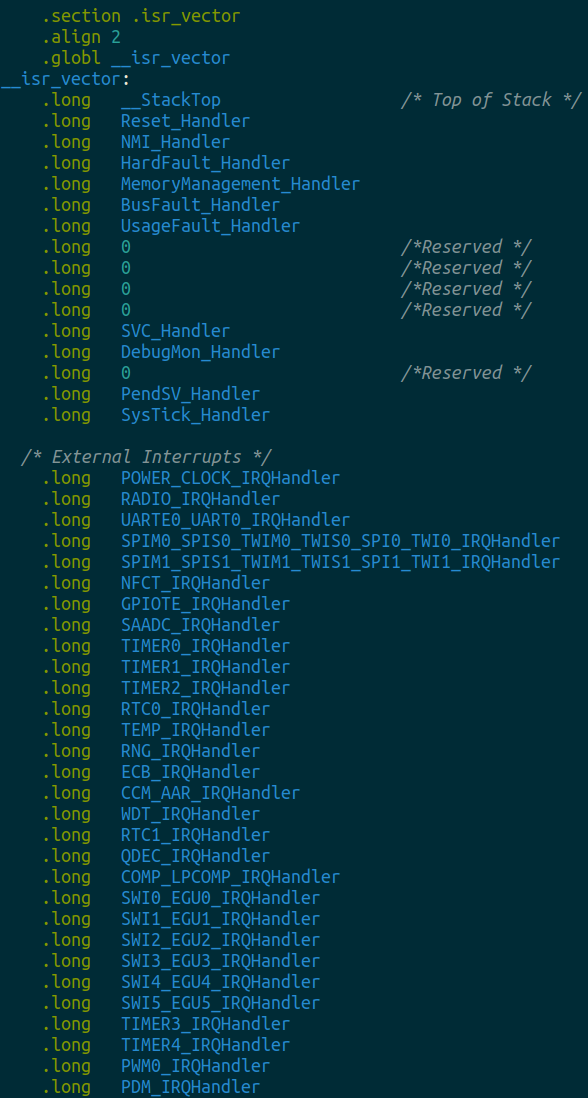 .section .isr_vector
.align 2
.globl __isr_vector
__isr_vector:
.long __StackTop /* Top of Stack */
.long Reset_Handler
.long NMI_Handler
.long HardFault_Handler
.long MemoryManagement_Handler
.long BusFault_Handler
.long UsageFault_Handler
.long 0 /*Reserved */
.long 0 /*Reserved */
.long 0 /*Reserved */
.long 0 /*Reserved */
.long SVC_Handler
.long DebugMon_Handler
.long 0 /*Reserved */
.long PendSV_Handler
.long SysTick_Handler
/* External Interrupts */
.long POWER_CLOCK_IRQHandler
.long RADIO_IRQHandler
.long UARTE0_UART0_IRQHandler
.long SPIM0_SPIS0_TWIM0_TWIS0_SPI0_TWI0_IRQHandler
.long SPIM1_SPIS1_TWIM1_TWIS1_SPI1_TWI1_IRQHandler
.long NFCT_IRQHandler
.long GPIOTE_IRQHandler
.long SAADC_IRQHandler
.long TIMER0_IRQHandler
.long TIMER1_IRQHandler
.long TIMER2_IRQHandler
.long RTC0_IRQHandler
.long TEMP_IRQHandler
.long RNG_IRQHandler
.long ECB_IRQHandler
.long CCM_AAR_IRQHandler
.long WDT_IRQHandler
.long RTC1_IRQHandler
.long QDEC_IRQHandler
.long COMP_LPCOMP_IRQHandler
.long SWI0_EGU0_IRQHandler
.long SWI1_EGU1_IRQHandler
.long SWI2_EGU2_IRQHandler
.long SWI3_EGU3_IRQHandler
.long SWI4_EGU4_IRQHandler
.long SWI5_EGU5_IRQHandler
.long TIMER3_IRQHandler
.long TIMER4_IRQHandler
.long PWM0_IRQHandler
.long PDM_IRQHandler